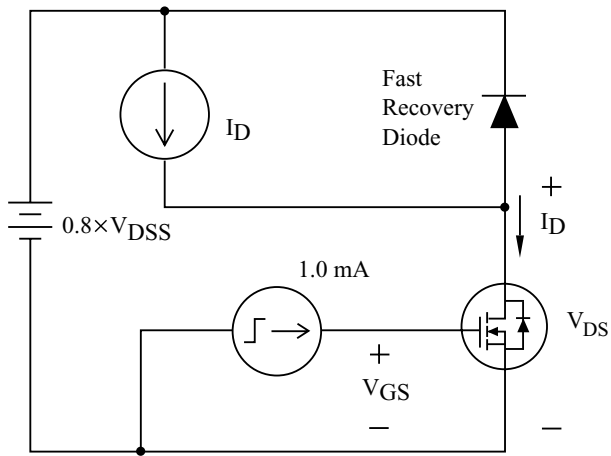 Fast
Recovery
Diode
I_D
+
I_D
0.8×V_DSS
1.0 mA
V_DS
+
V_GS
−
−